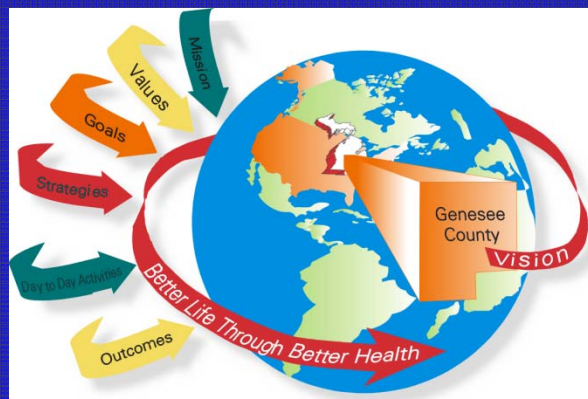 Mission
Values
Goals
Strategies
Day to Day Activities
Outcomes
Genesee
County
Vision
Better Life Through Better Health